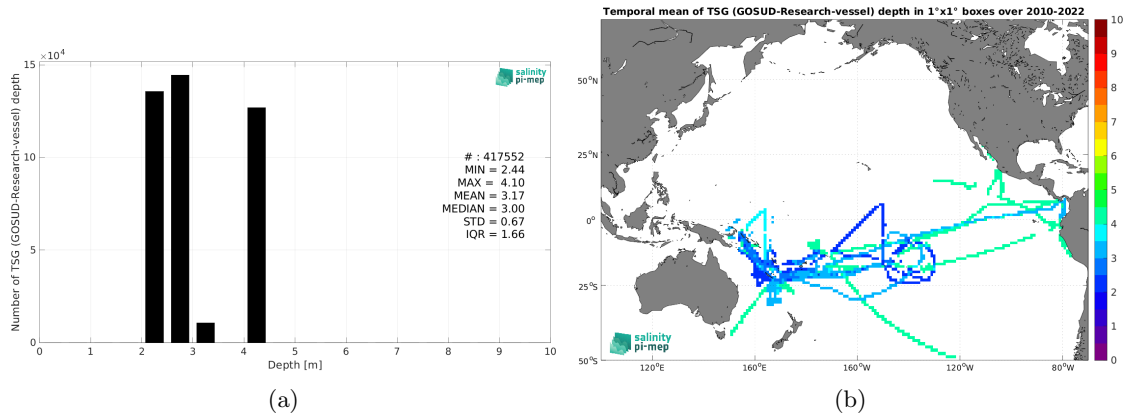 ×10⁴
15
10
5
0
0 1 2 3 4 5 6 7 8 9 10
Depth [m]
Number of TSG (GOSUD-Research-vessel) depth
salinity
pi-mep
# : 417552
MIN = 2.44
MAX = 4.10
MEAN = 3.17
MEDIAN = 3.00
STD = 0.67
IQR = 1.66
(a)
Temporal mean of TSG (GOSUD-Research-vessel) depth in 1°x1° boxes over 2010-2022
50°N
25°N
0°
25°S
50°S
120°E 160°E 160°W 120°W 80°W
salinity
pi-mep
10
9
8
7
6
5
4
3
2
1
0
(b)